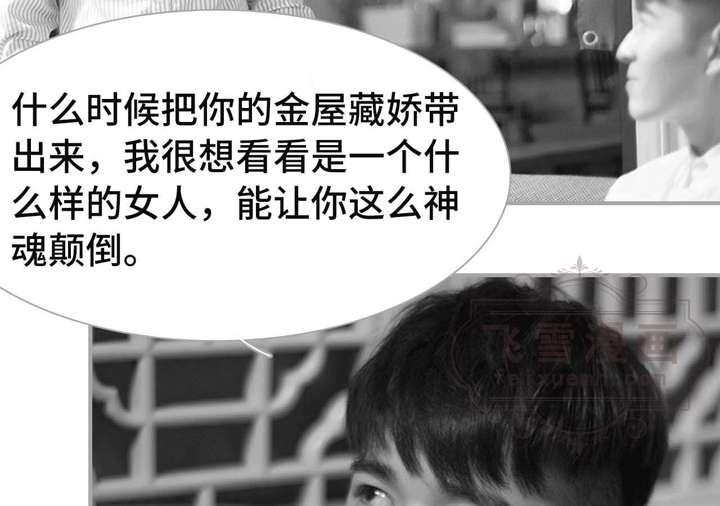 什么时候把你的金屋藏娇带
出来，我很想看看是一个什
么样的女人，能让你这么神
魂颠倒。
飞雪漫画